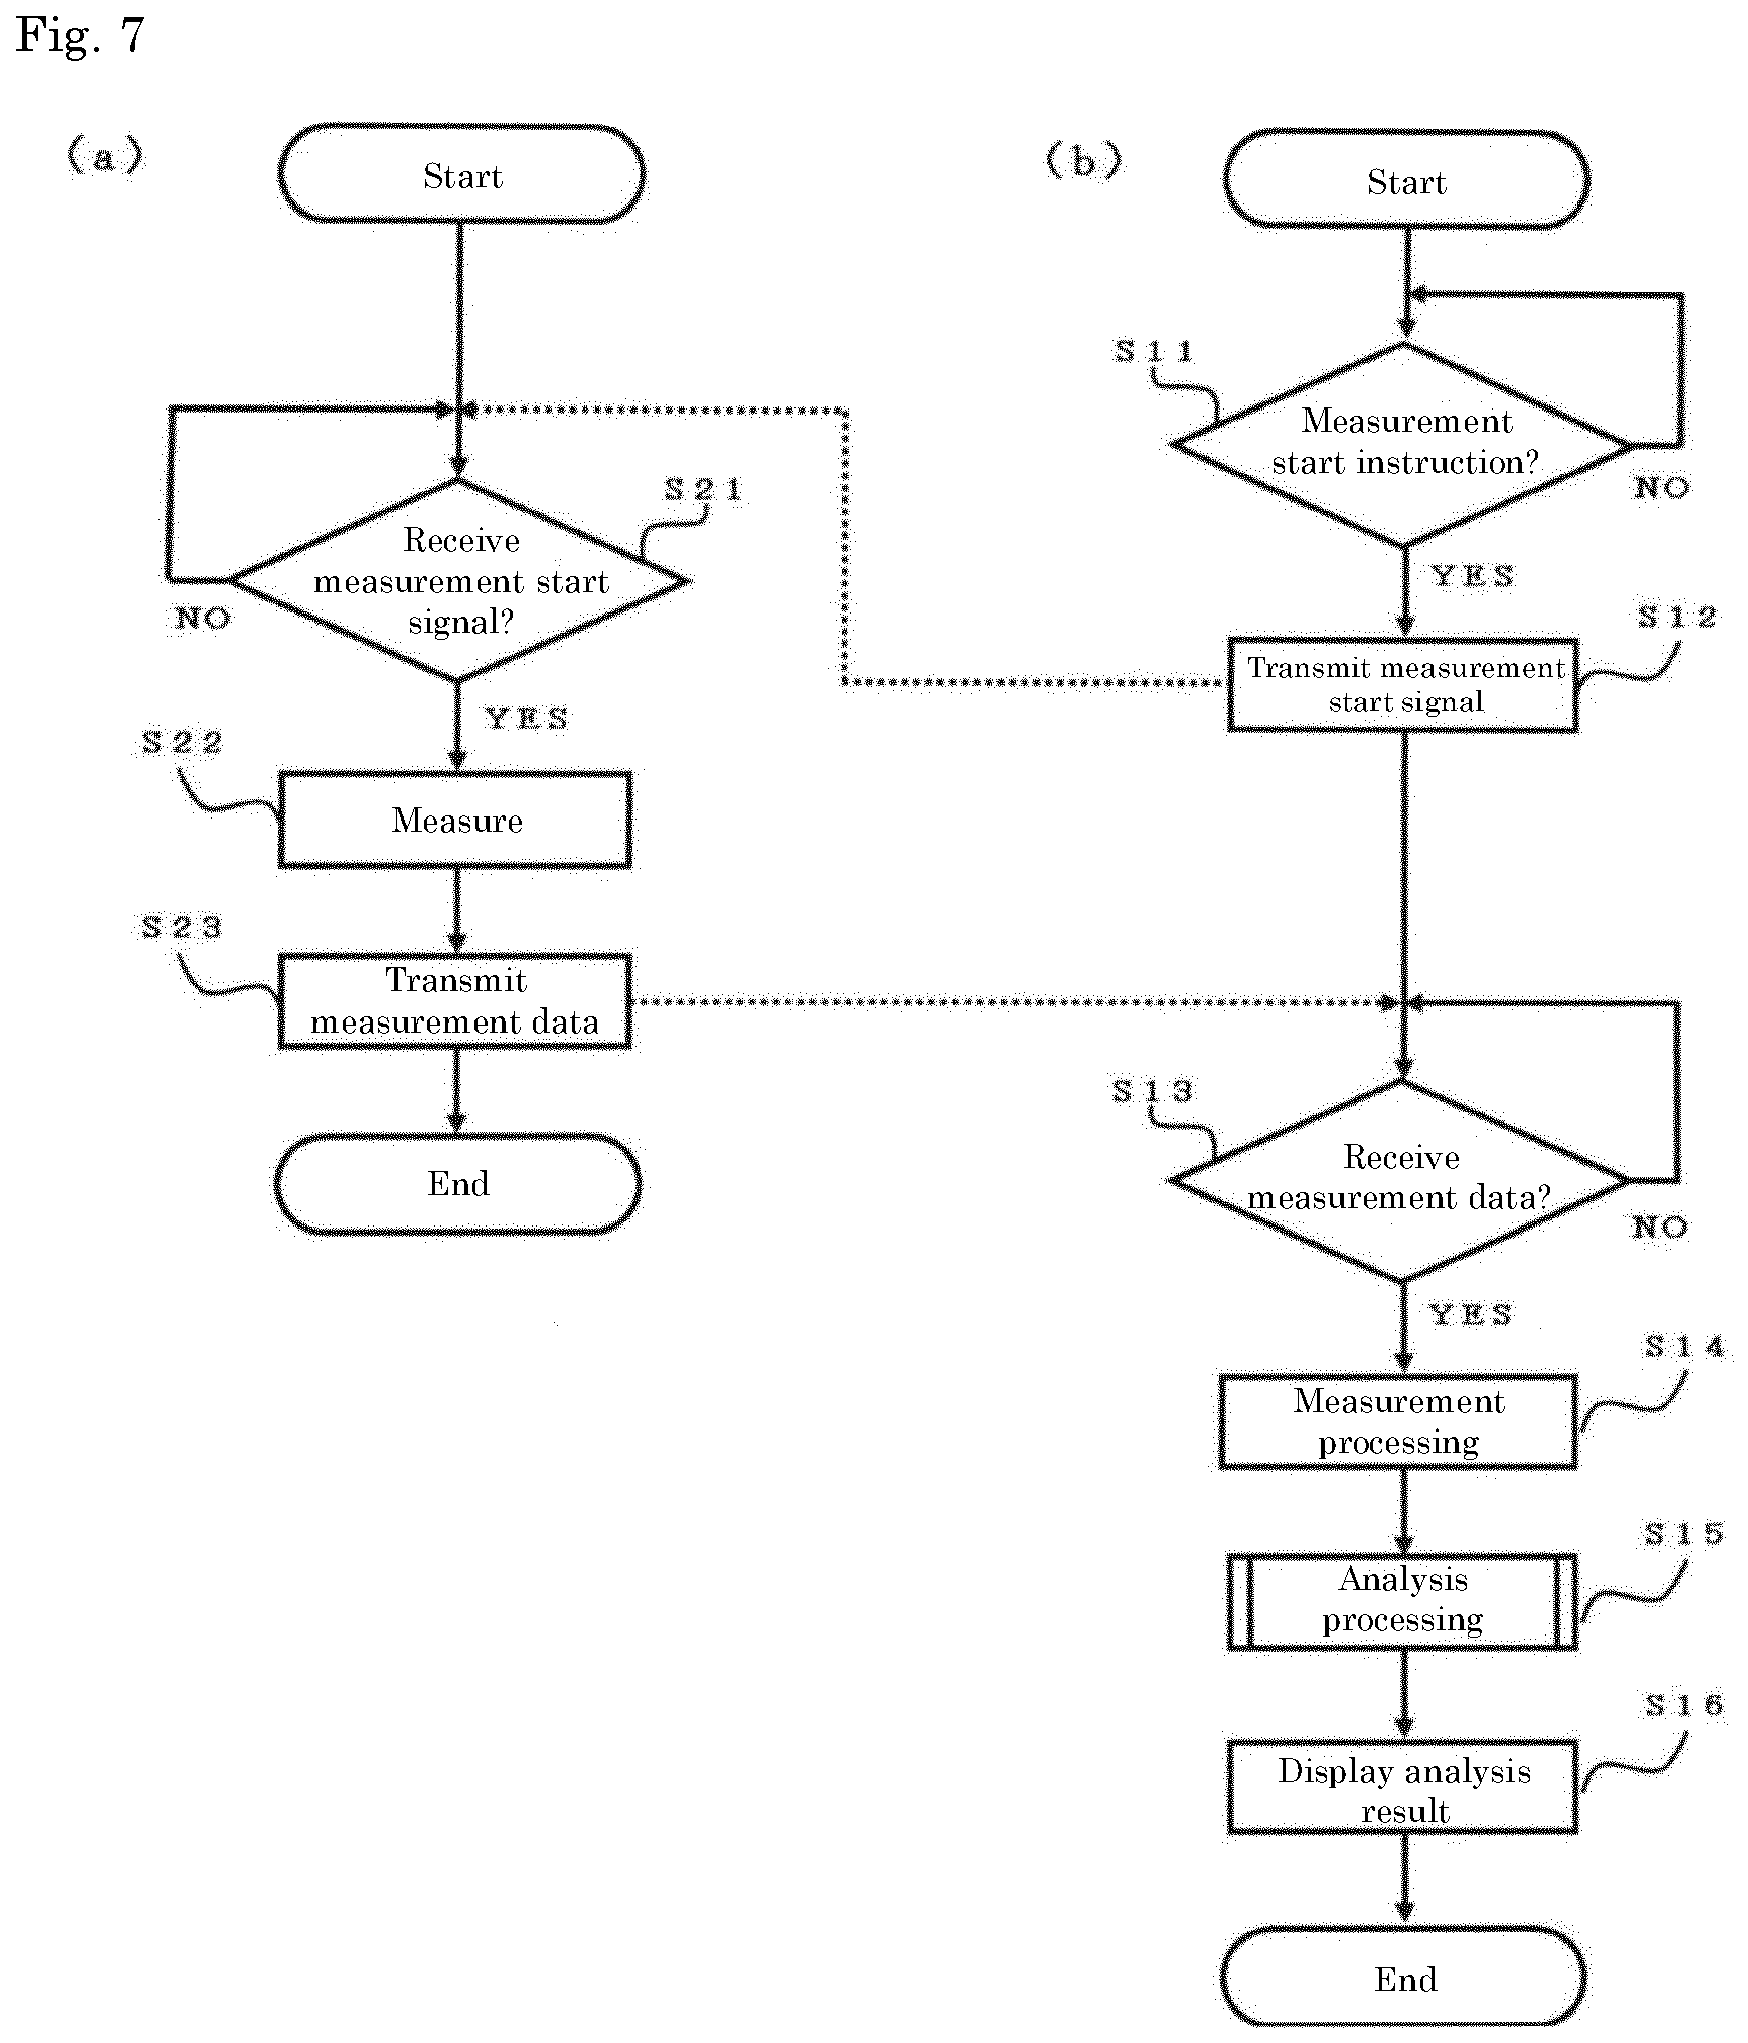 Fig. 7
(a)
Start
S21
Receive
measurement start
signal?
NO
YES
S22
Measure
S23
Transmit
measurement data
End
(b)
Start
S11
Measurement
start instruction?
NO
YES
S12
Transmit measurement
start signal
S13
Receive
measurement data?
NO
YES
S14
Measurement
processing
S15
Analysis
processing
S16
Display analysis
result
End